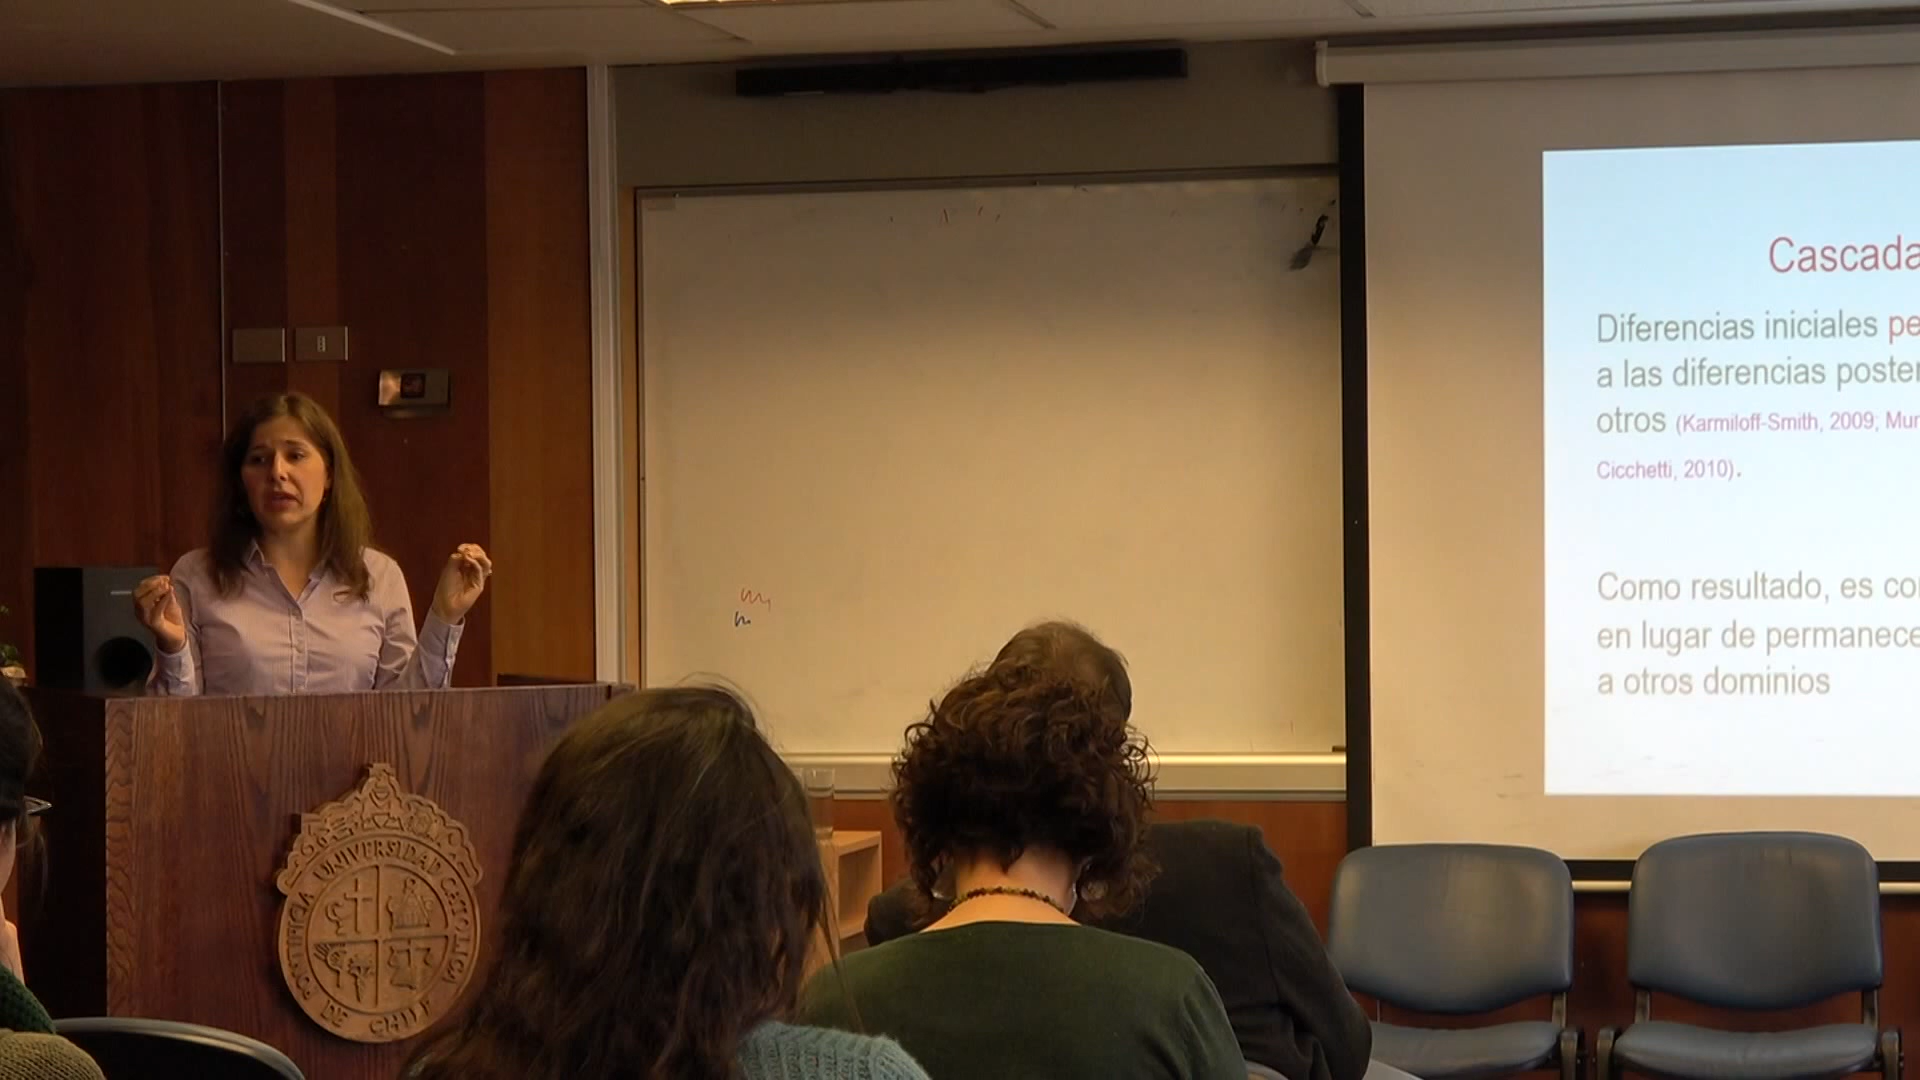 Cascada
Diferencias iniciales pe
a las diferencias poster
otros (Karmiloff-Smith, 2009; Mur
Cicchetti, 2010).
Como resultado, es co
en lugar de permanece
a otros dominios
PONTIFICIA UNIVERSIDAD CATOLICA
DE CHILE